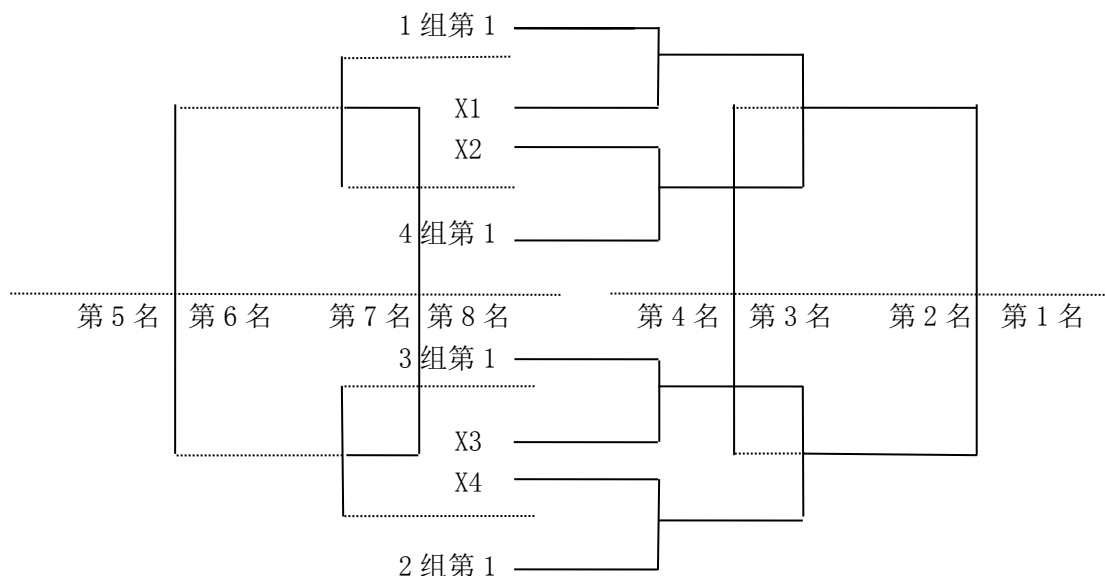 1 组第 1
X1
X2
4 组第 1
第 5 名 第 6 名 第 7 名 第 8 名 第 4 名 第 3 名 第 2 名 第 1 名
3 组第 1
X3
X4
2 组第 1